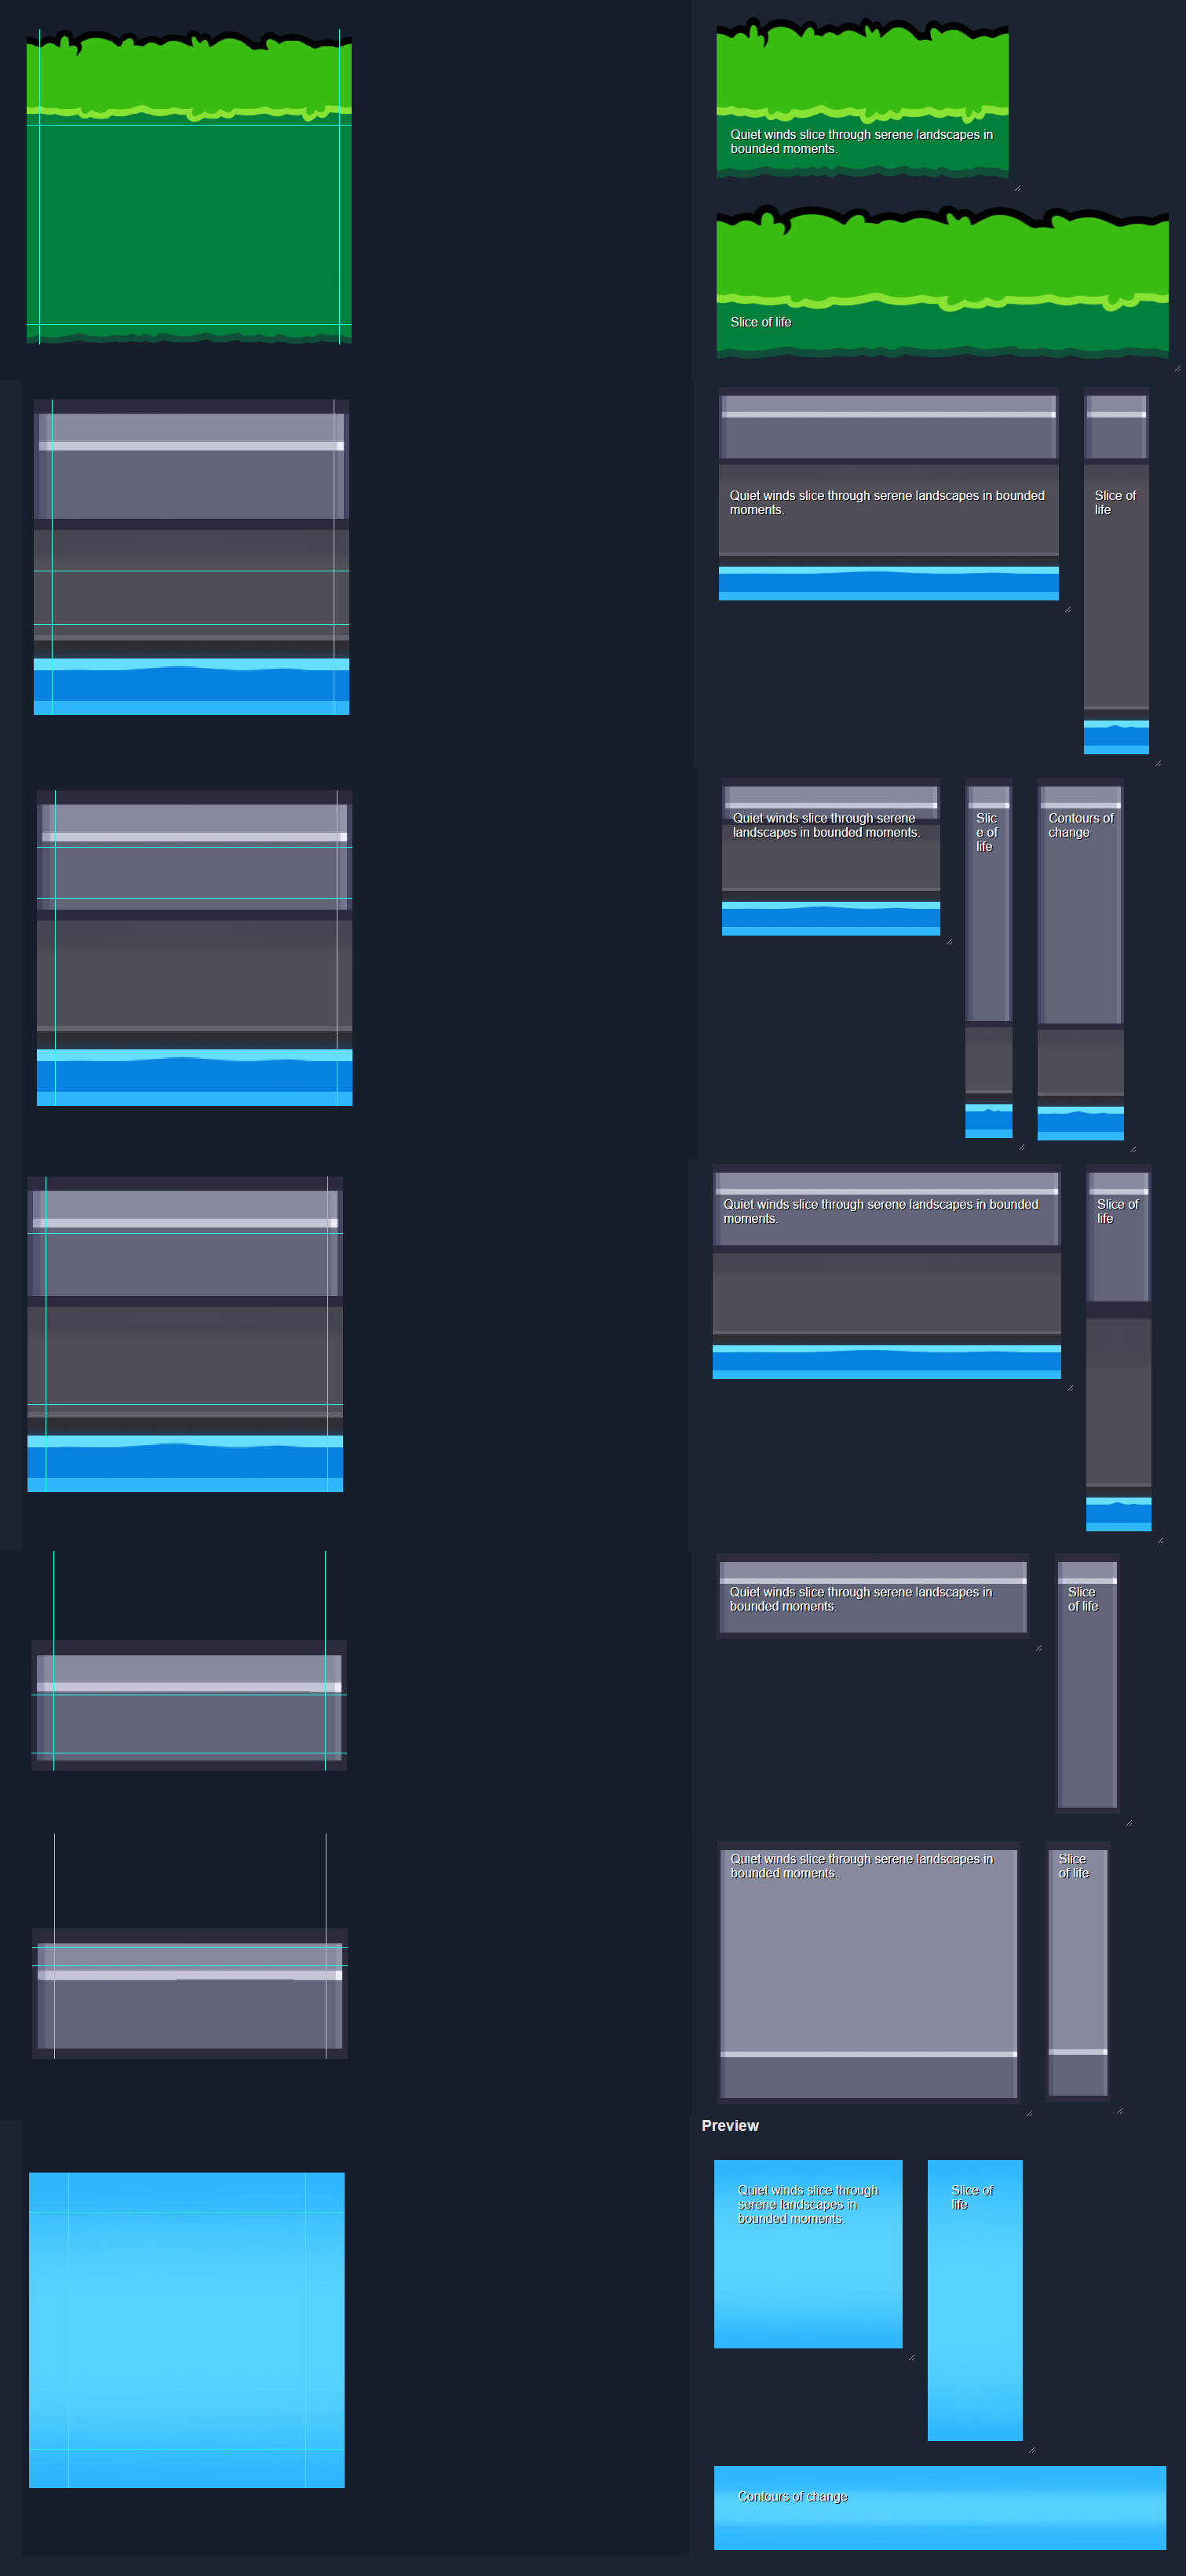 Quiet winds slice through serene landscapes in
bounded moments.
Slice of life
Quiet winds slice through serene landscapes in bounded
moments.
Slice of
life
Quiet winds slice through serene
landscapes in bounded moments.
Slic
e of
life
Contours of
change
Quiet winds slice through serene landscapes in bounded
moments.
Slice of
life
Quiet winds slice through serene landscapes in
bounded moments.
Slice
of life
Quiet winds slice through serene landscapes in
bounded moments.
Slice
of life
Preview
Quiet winds slice through
serene landscapes in
bounded moments.
Slice of
life
Contours of change